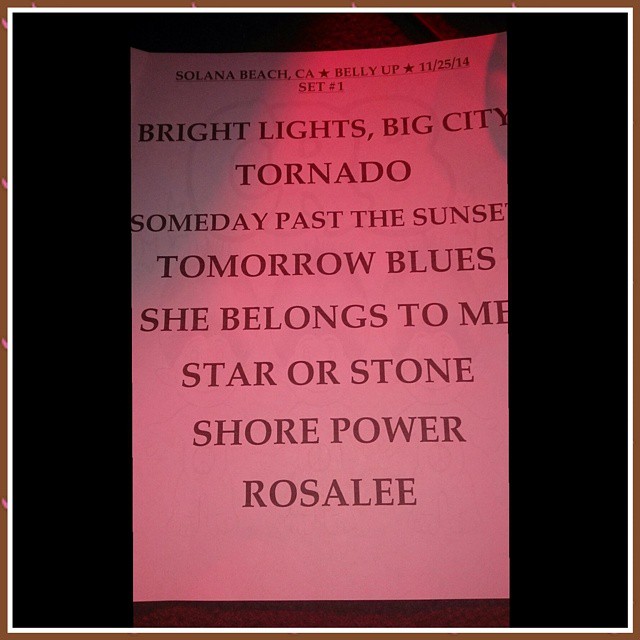 SOLANA BEACH, CA ★ BELLY UP ★ 11/25/14
SET #1
BRIGHT LIGHTS, BIG CITY
TORNADO
SOMEDAY PAST THE SUNSET
TOMORROW BLUES
SHE BELONGS TO ME
STAR OR STONE
SHORE POWER
ROSALEE